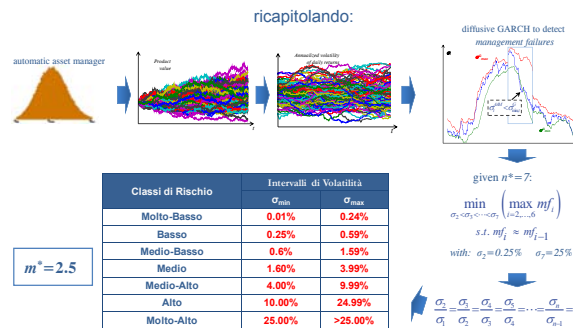 ricapitolando:
diffusive GARCH to detect
management failures
automatic asset manager
Product
value
t
Annualized volatility
of daily returns
t
given n*=7:
min σ2<σ3<···<σ7 ( max i=2,...,6 mf i )
s.t. mf i ≈ mf i−1
with: σ2=0.25% σ7=25%
Classi di Rischio Intervalli di Volatilità
σmin σmax
Molto-Basso 0.01% 0.24%
Basso 0.25% 0.59%
Medio-Basso 0.6% 1.59%
Medio 1.60% 3.99%
Medio-Alto 4.00% 9.99%
Alto 10.00% 24.99%
Molto-Alto 25.00% >25.00%
m*=2.5
σ2/σ1 = σ3/σ2 = σ4/σ3 = σ5/σ4 = ··· = σn/σn-1 =